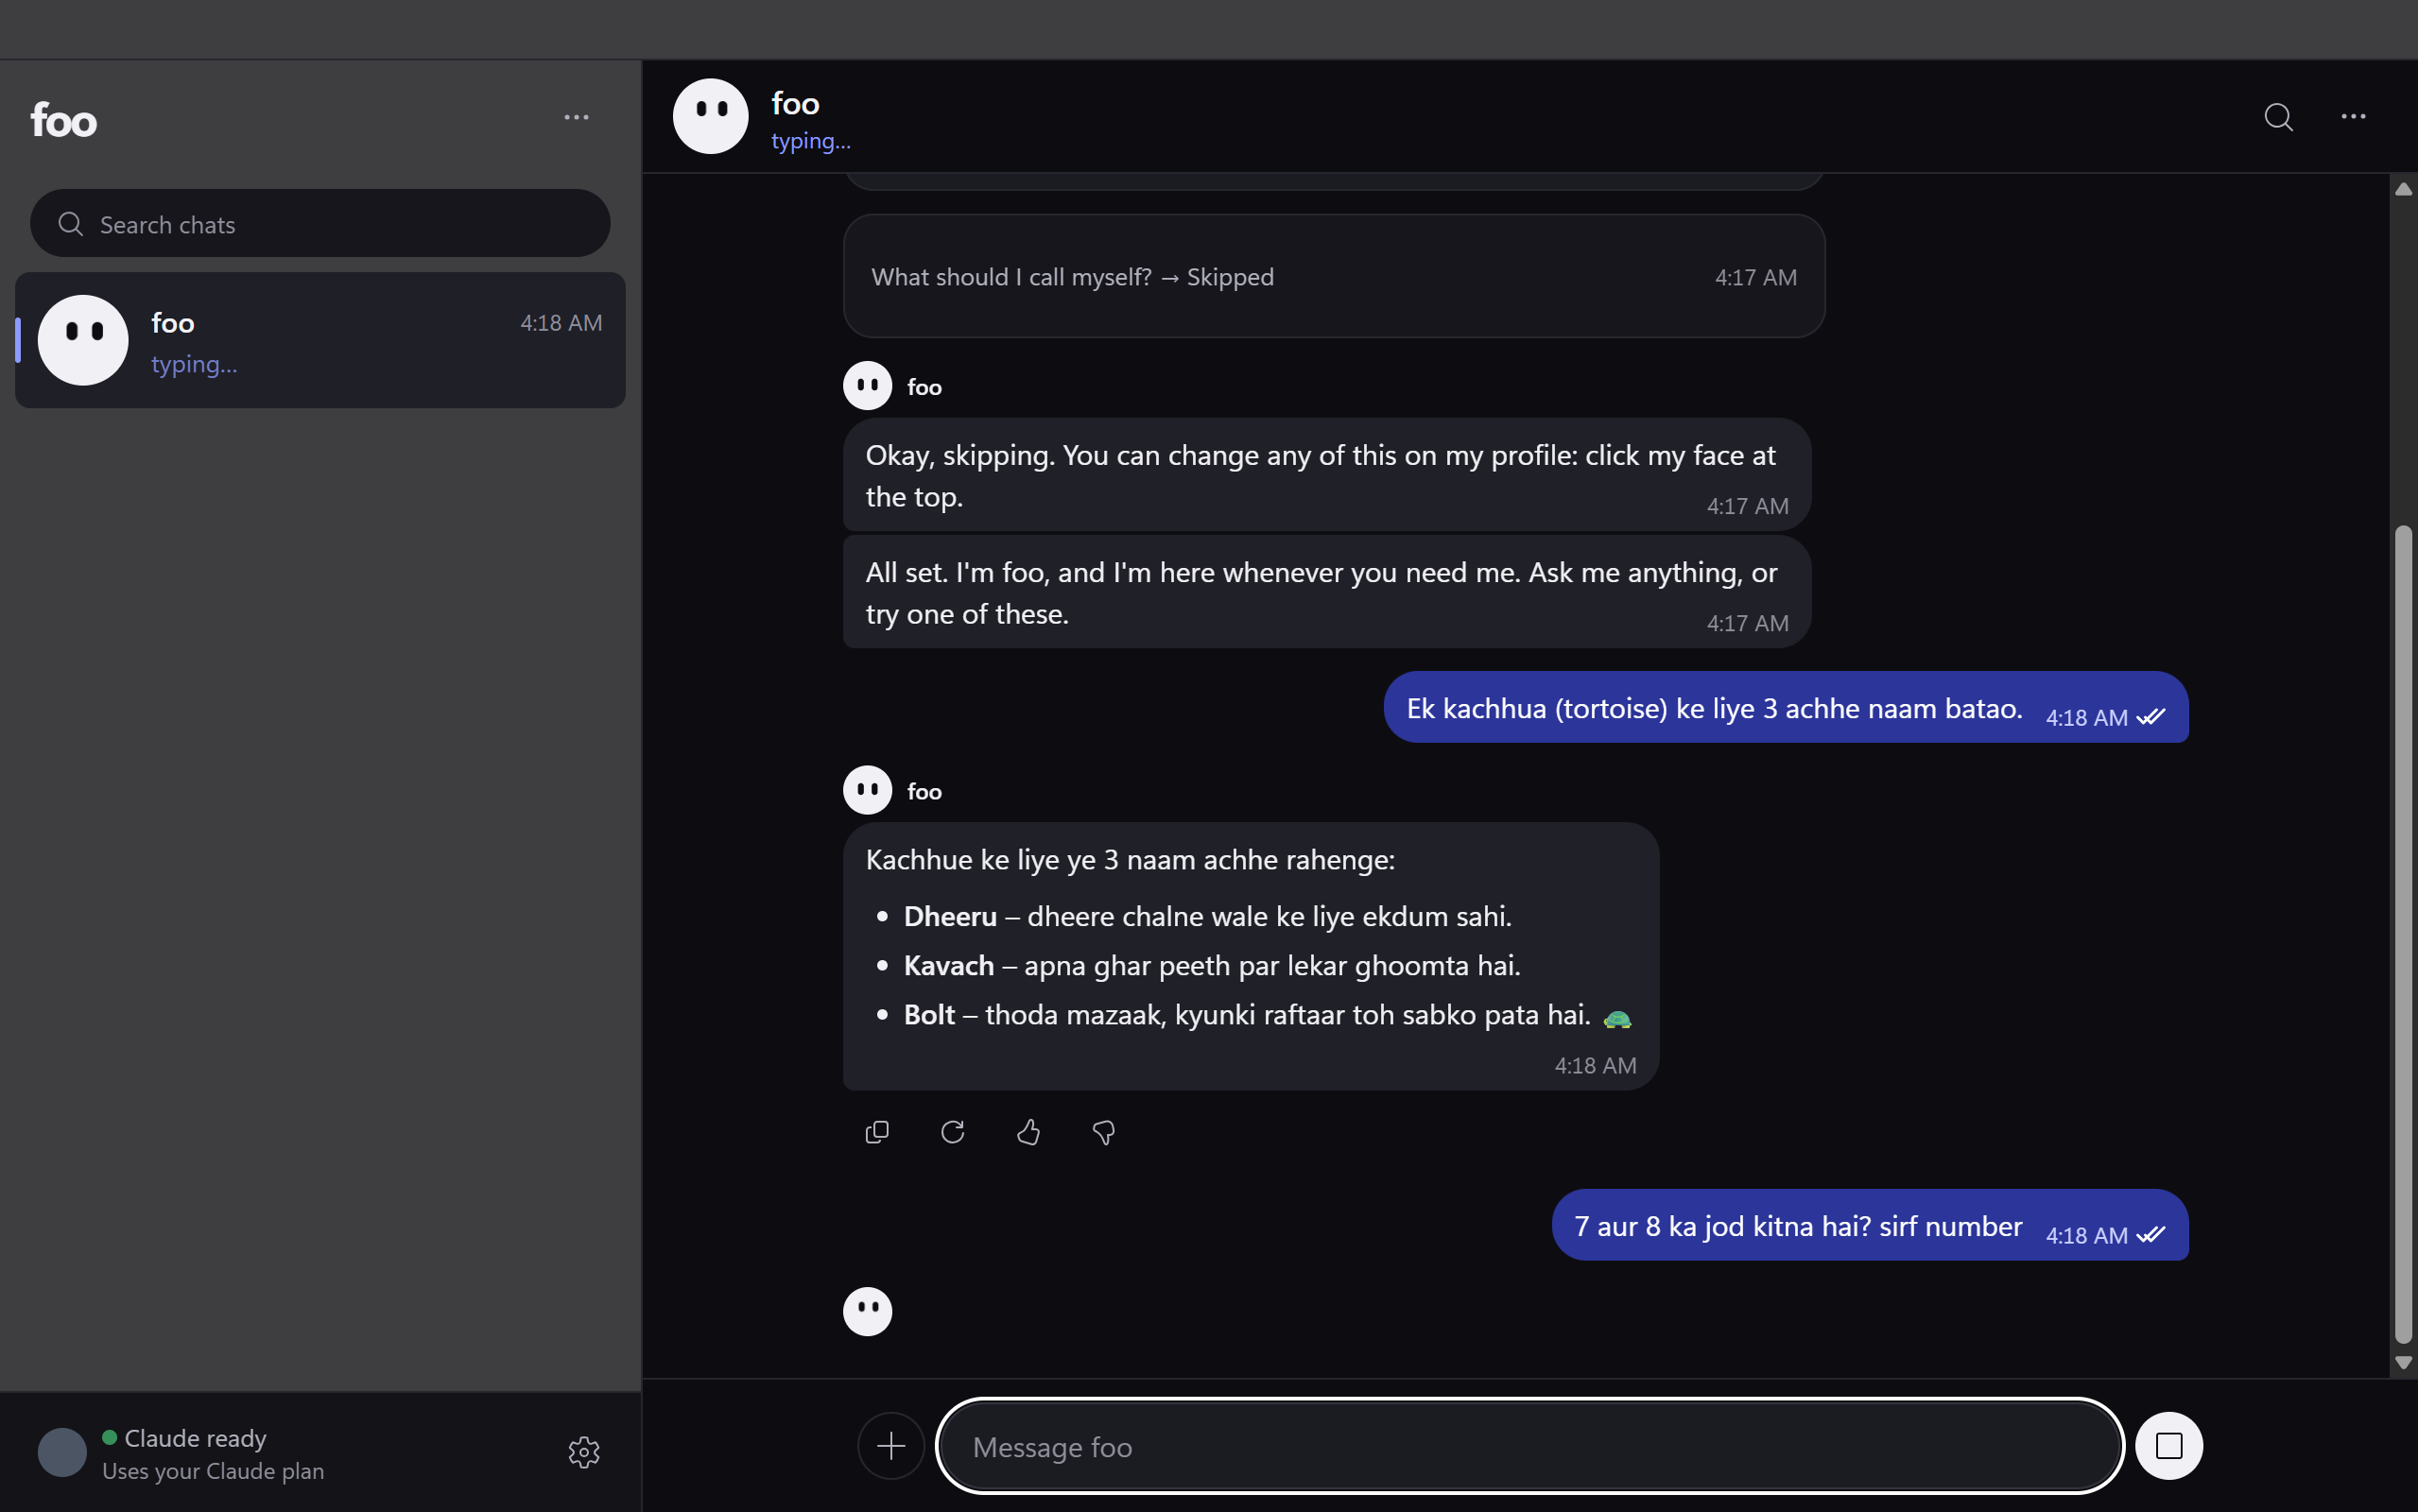 foo
Search chats
foo
4:18 AM
typing...
Claude ready
Uses your Claude plan
foo
typing...
What should I call myself? → Skipped
4:17 AM
foo
Okay, skipping. You can change any of this on my profile: click my face at
the top.
4:17 AM
All set. I'm foo, and I'm here whenever you need me. Ask me anything, or
try one of these.
4:17 AM
Ek kachhua (tortoise) ke liye 3 achhe naam batao.
4:18 AM
foo
Kachhue ke liye ye 3 naam achhe rahenge:
• Dheeru – dheere chalne wale ke liye ekdum sahi.
• Kavach – apna ghar peeth par lekar ghoomta hai.
• Bolt – thoda mazaak, kyunki raftaar toh sabko pata hai. 🐢
4:18 AM
7 aur 8 ka jod kitna hai? sirf number
4:18 AM
Message foo